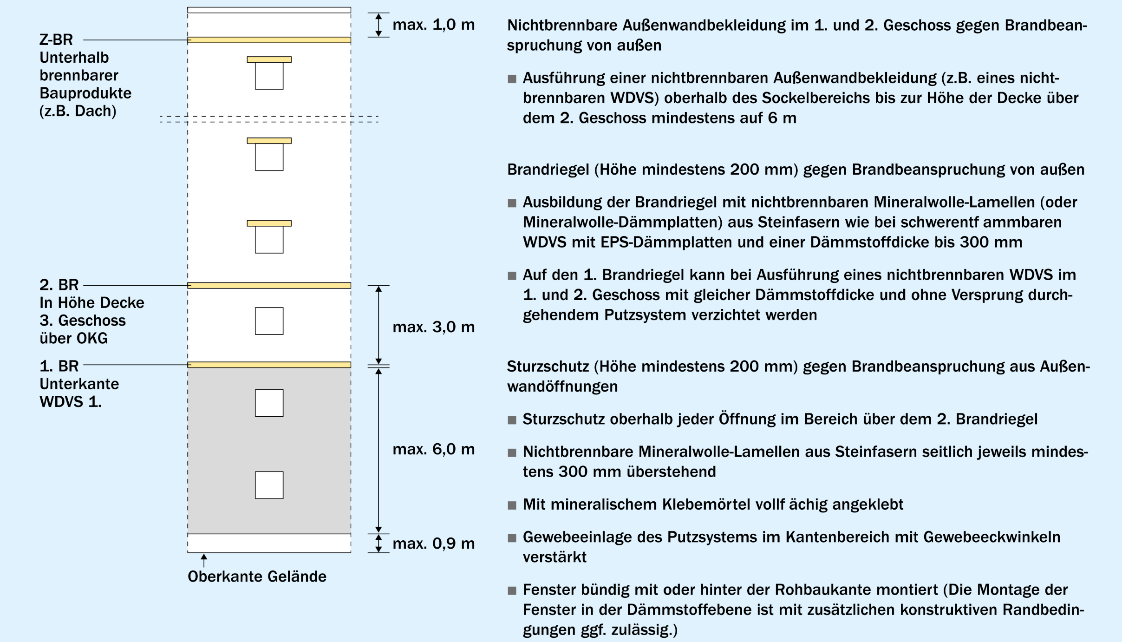 max. 1,0 m
Z-BR
Unterhalb
brennbarer
Bauprodukte
(z.B. Dach)
2. BR
In Höhe Decke
3. Geschoss
über OKG
max. 3,0 m
1. BR
Unterkante
WDVS 1.
max. 6,0 m
max. 0,9 m
Oberkante Gelände
Nichtbrennbare Außenwandbekleidung im 1. und 2. Geschoss gegen Brandbean-
spruchung von außen
■ Ausführung einer nichtbrennbaren Außenwandbekleidung (z.B. eines nicht-
brennbaren WDVS) oberhalb des Sockelbereichs bis zur Höhe der Decke über
dem 2. Geschoss mindestens auf 6 m
Brandriegel (Höhe mindestens 200 mm) gegen Brandbeanspruchung von außen
■ Ausbildung der Brandriegel mit nichtbrennbaren Mineralwolle-Lamellen (oder
Mineralwolle-Dämmplatten) aus Steinfasern wie bei schwerentf ammbaren
WDVS mit EPS-Dämmplatten und einer Dämmstoffdicke bis 300 mm
■ Auf den 1. Brandriegel kann bei Ausführung eines nichtbrennbaren WDVS im
1. und 2. Geschoss mit gleicher Dämmstoffdicke und ohne Versprung durch-
gehendem Putzsystem verzichtet werden
Sturzschutz (Höhe mindestens 200 mm) gegen Brandbeanspruchung aus Außen-
wandöffnungen
■ Sturzschutz oberhalb jeder Öffnung im Bereich über dem 2. Brandriegel
■ Nichtbrennbare Mineralwolle-Lamellen aus Steinfasern seitlich jeweils mindes-
tens 300 mm überstehend
■ Mit mineralischem Klebemörtel vollf ächig angeklebt
■ Gewebeeinlage des Putzsystems im Kantenbereich mit Gewebeeckwinkeln
verstärkt
■ Fenster bündig mit oder hinter der Rohbaukante montiert (Die Montage der
Fenster in der Dämmstoffebene ist mit zusätzlichen konstruktiven Randbedin-
gungen ggf. zulässig.)